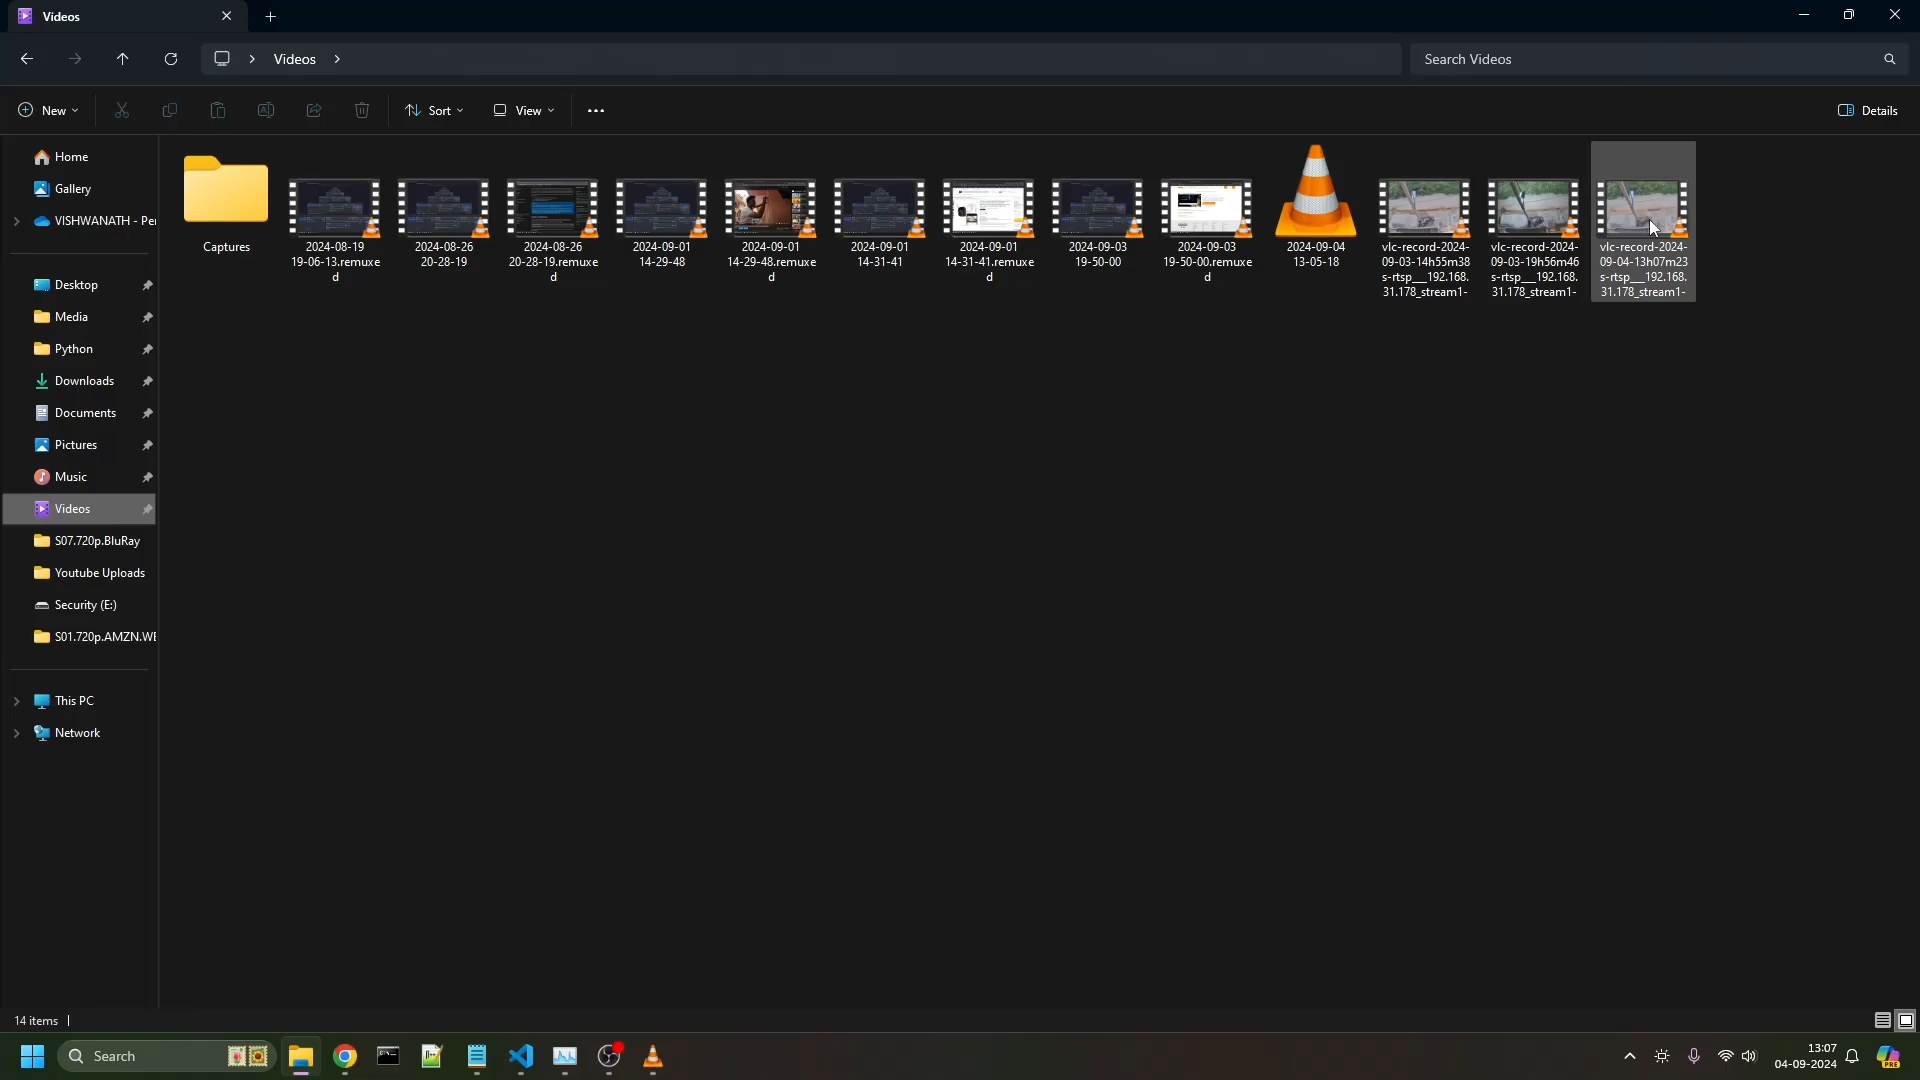 Videos
Videos
Search Videos
New
Sort
View
Details
Home
Gallery
VISHWANATH - Per
Desktop
Media
Python
Downloads
Documents
Pictures
Music
Videos
S07.720p.BluRay
Youtube Uploads
Security (E:)
S01.720p.AMZN.WE
This PC
Network
Captures
2024-08-19
19-06-13.remuxe
d
2024-08-26
20-28-19
2024-08-26
20-28-19.remuxe
d
2024-09-01
14-29-48
2024-09-01
14-29-48.remuxe
d
2024-09-01
14-31-41
2024-09-01
14-31-41.remuxe
d
2024-09-03
19-50-00
2024-09-03
19-50-00.remuxe
d
2024-09-04
13-05-18
vlc-record-2024-
09-03-14h55m38
s-rtsp___192.168.
31.178_stream1-
vlc-record-2024-
09-03-19h56m46
s-rtsp___192.168.
31.178_stream1-
vlc-record-2024-
09-04-13h07m23
s-rtsp___192.168.
31.178_stream1-
14 items
Search
13:07
04-09-2024
PRE